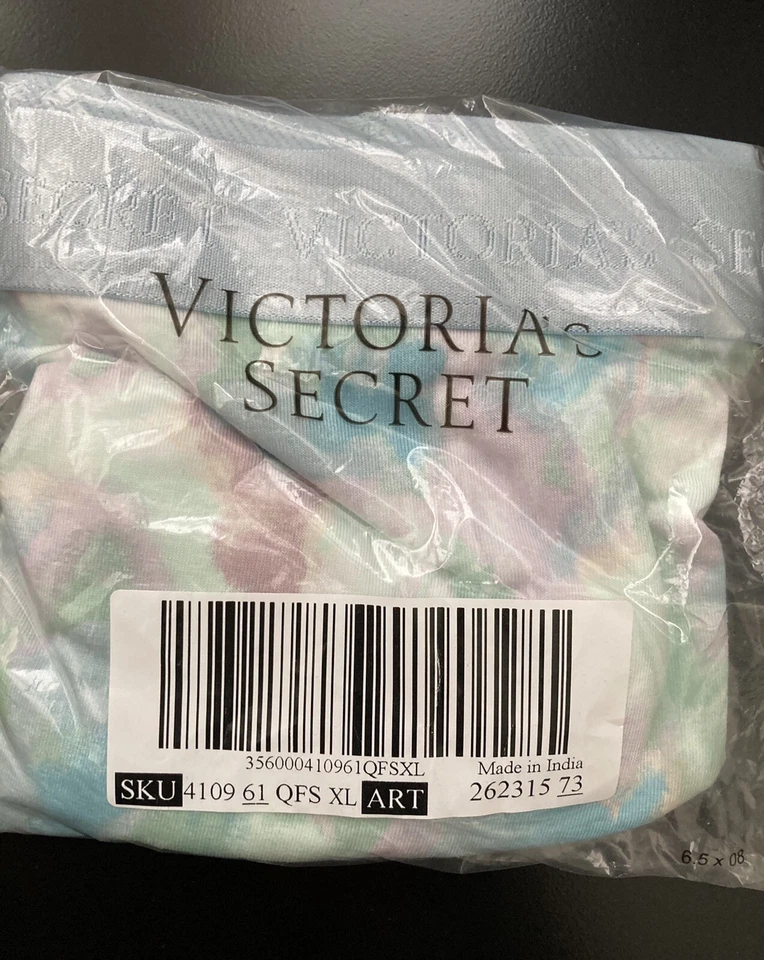 SECRET VICTORIA'S SE
VICTORIA'S
SECRET
356000410961QFSXL Made in India
SKU 4109 61 QFS XL ART 262315 73
6.5 x 08